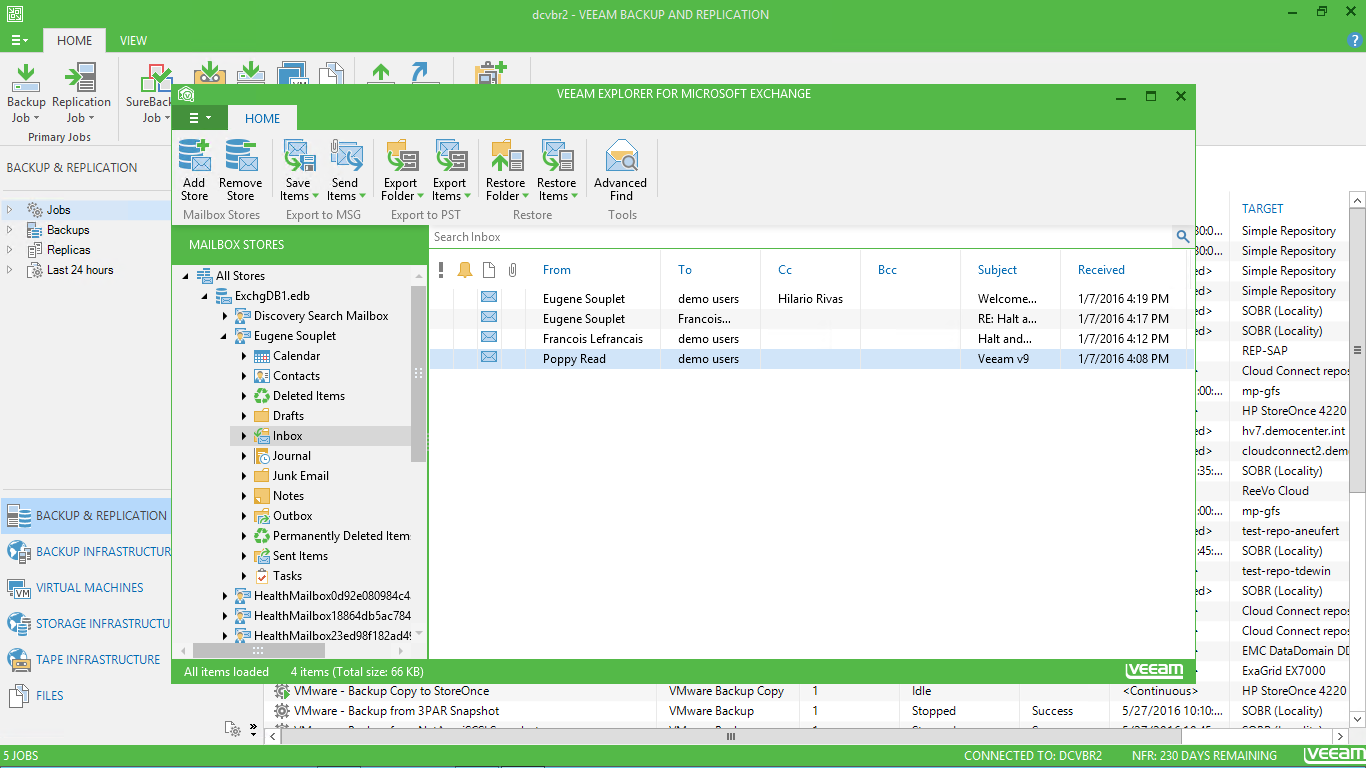 dcvbr2 - VEEAM BACKUP AND REPLICATION
HOME VIEW
Backup Job
Replication Job
Primary Jobs
BACKUP & REPLICATION
Jobs
Backups
Replicas
Last 24 hours
BACKUP & REPLICATION
VIRTUAL MACHINES
TAPE INFRASTRUCTURE
FILES
VEEAM EXPLORER FOR MICROSOFT EXCHANGE
HOME
Add Store
Remove Store
Save Items
Send Items
Export Folder
Export Items
Restore Folder
Restore Items
Advanced Find
Mailbox Stores Export to MSG Export to PST Restore Tools
MAILBOX STORES
All Stores
ExchgDB1.edb
Discovery Search Mailbox
Eugene Souplet
Calendar
Contacts
Deleted Items
Drafts
Inbox
Journal
Junk Email
Notes
Outbox
Permanently Deleted Item
Sent Items
Tasks
HealthMailbox0d92e080984c4
HealthMailbox18864db5ac784
HealthMailbox23ed98f182ad49
Search Inbox
From To Cc Bcc Subject Received
Eugene Souplet demo users Hilario Rivas Welcome... 1/7/2016 4:19 PM
Eugene Souplet Francois... RE: Halt a... 1/7/2016 4:17 PM
Francois Lefrancais demo users Halt and... 1/7/2016 4:12 PM
Poppy Read demo users Veeam v9 1/7/2016 4:08 PM
All items loaded 4 items (Total size: 66 KB)
veeam
TARGET
Simple Repository
Simple Repository
Simple Repository
Simple Repository
SOBR (Locality)
SOBR (Locality)
REP-SAP
Cloud Connect repos
mp-gfs
HP StoreOnce 4220
hv7.democenter.int
cloudconnect2.dem
SOBR (Locality)
ReeVo Cloud
mp-gfs
test-repo-aneufert
SOBR (Locality)
test-repo-tdewin
SOBR (Locality)
Cloud Connect repos
Cloud Connect repos
EMC DataDomain DD
ExaGrid EX7000
VMware - Backup Copy to StoreOnce VMware Backup Copy 1 Idle <Continuous> HP StoreOnce 4220
VMware - Backup from 3PAR Snapshot VMware Backup 1 Stopped Success 5/27/2016 10:10:... SOBR (Locality)
5 JOBS CONNECTED TO: DCVBR2 NFR: 230 DAYS REMAINING veeam